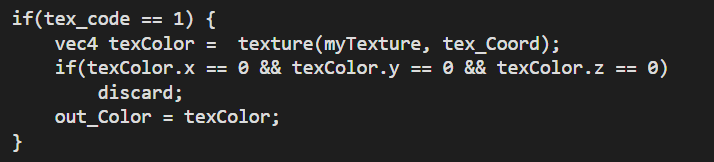 if(tex_code == 1) {
    vec4 texColor =  texture(myTexture, tex_Coord);
    if(texColor.x == 0 && texColor.y == 0 && texColor.z == 0)
        discard;
    out_Color = texColor;
}